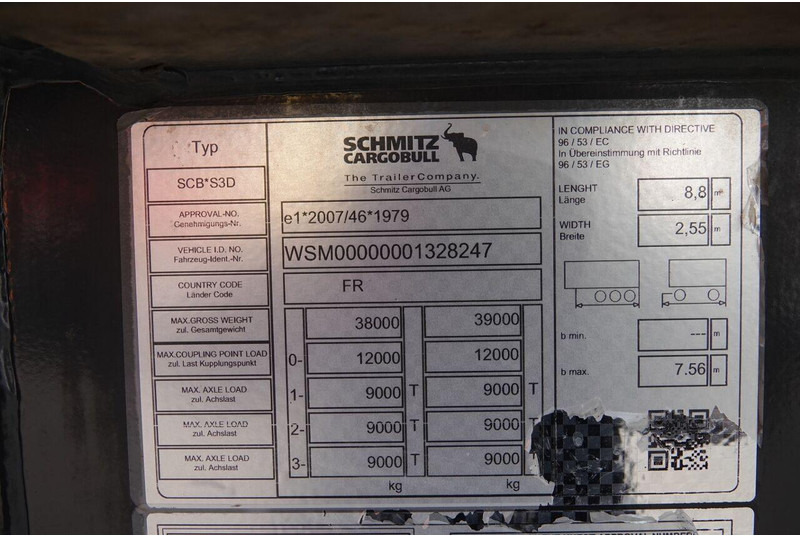 Typ
SCB*S3D
SCHMITZ
CARGOBULL
The TrailerCompany.
Schmitz Cargobull AG
APPROVAL-NO.
Genehmigungs-Nr.
e1*2007/46*1979
VEHICLE I.D. NO.
Fahrzeug-Ident.-Nr.
WSM00000001328247
COUNTRY CODE
Länder Code
FR
MAX.GROSS WEIGHT
zul. Gesamtgewicht
38000 39000
MAX.COUPLING POINT LOAD
zul. Last Kupplungspunkt
0- 12000 12000
MAX. AXLE LOAD
zul. Achslast
1- 9000 T 9000 T
MAX. AXLE LOAD
zul. Achslast
2- 9000 T 9000 T
MAX. AXLE LOAD
zul. Achslast
3- 9000 T 9000
kg kg
IN COMPLIANCE WITH DIRECTIVE
96 / 53 / EC
In Übereinstimmung mit Richtlinie
96 / 53 / EG
LENGHT
Länge
8,8 m
WIDTH
Breite
2,55 m
b min.
--- m
b max.
7.56 m